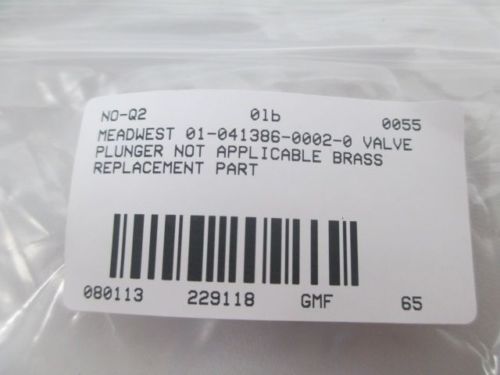 NO-Q2 01b 0055
MEADWEST 01-041386-0002-0 VALVE
PLUNGER NOT APPLICABLE BRASS
REPLACEMENT PART
080113 229118 GMF 65